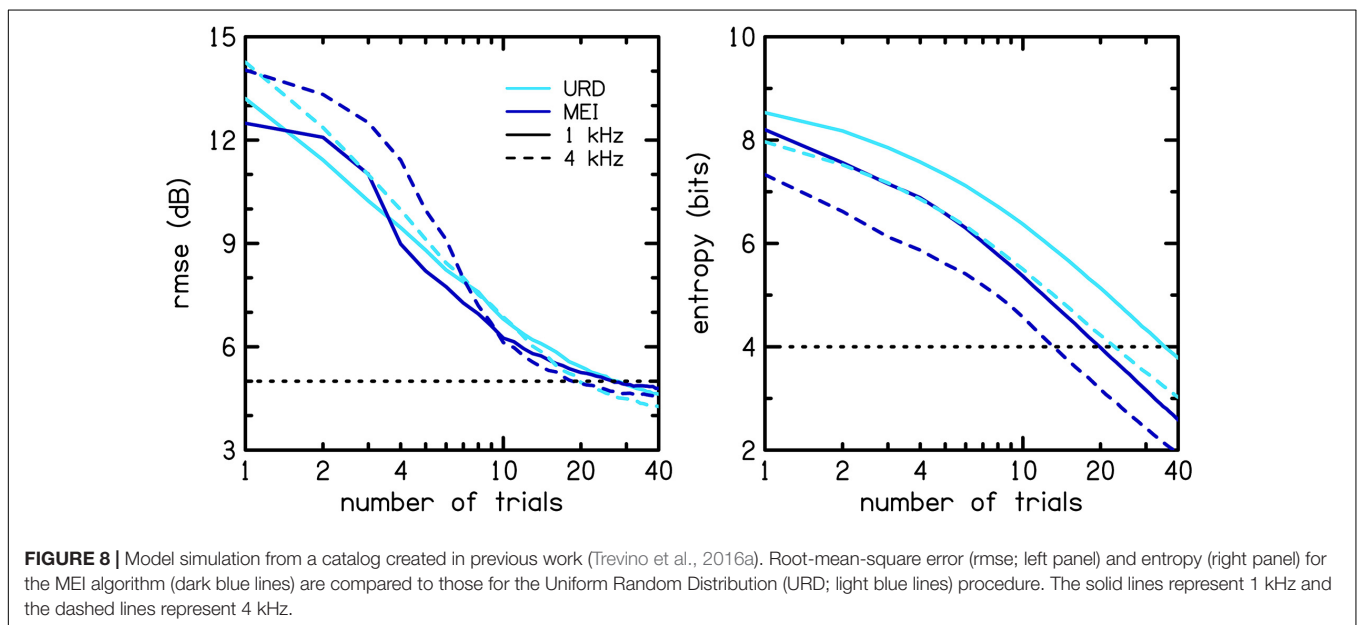 15
12
9
6
3
rmse (dB)
URD
MEI
1 kHz
4 kHz
1 2 4 10 20 40
number of trials
10
8
6
4
2
entropy (bits)
1 2 4 10 20 40
number of trials
FIGURE 8 | Model simulation from a catalog created in previous work (Trevino et al., 2016a). Root-mean-square error (rmse; left panel) and entropy (right panel) for
the MEI algorithm (dark blue lines) are compared to those for the Uniform Random Distribution (URD; light blue lines) procedure. The solid lines represent 1 kHz and
the dashed lines represent 4 kHz.